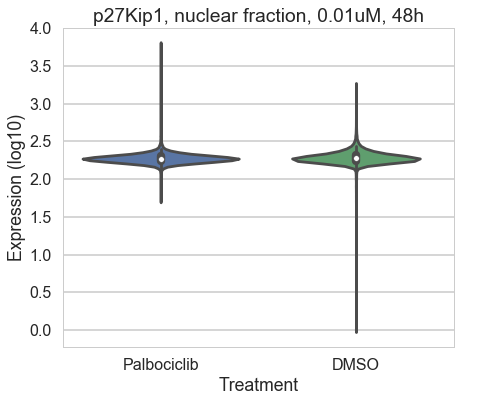 p27Kip1, nuclear fraction, 0.01uM, 48h
4.0
3.5
3.0
2.5
2.0
1.5
1.0
0.5
0.0
Expression (log10)
Palbociclib
DMSO
Treatment